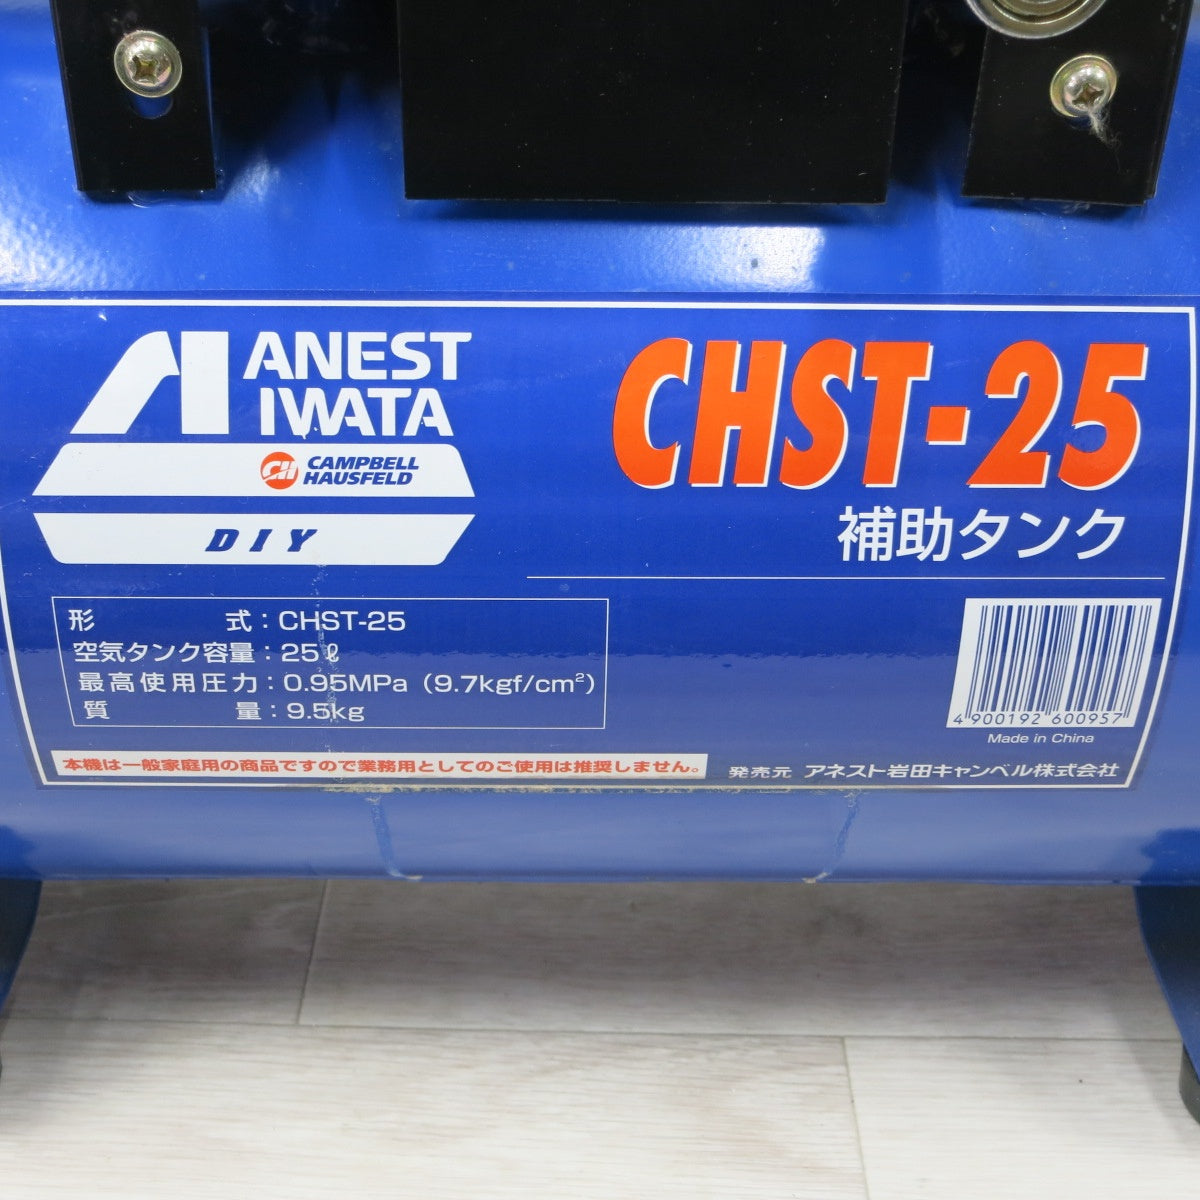 ANEST
IWATA
CH CAMPBELL
HAUSFELD
DIY
CHST-25
補助タンク
形 式：CHST-25
空気タンク容量：25ℓ
最高使用圧力：0.95MPa（9.7kgf/cm²）
質 量：9.5kg
本機は一般家庭用の商品ですので業務用としてのご使用は推奨しません。
4 900192 600957
Made in China
発売元 アネスト岩田キャンベル株式会社